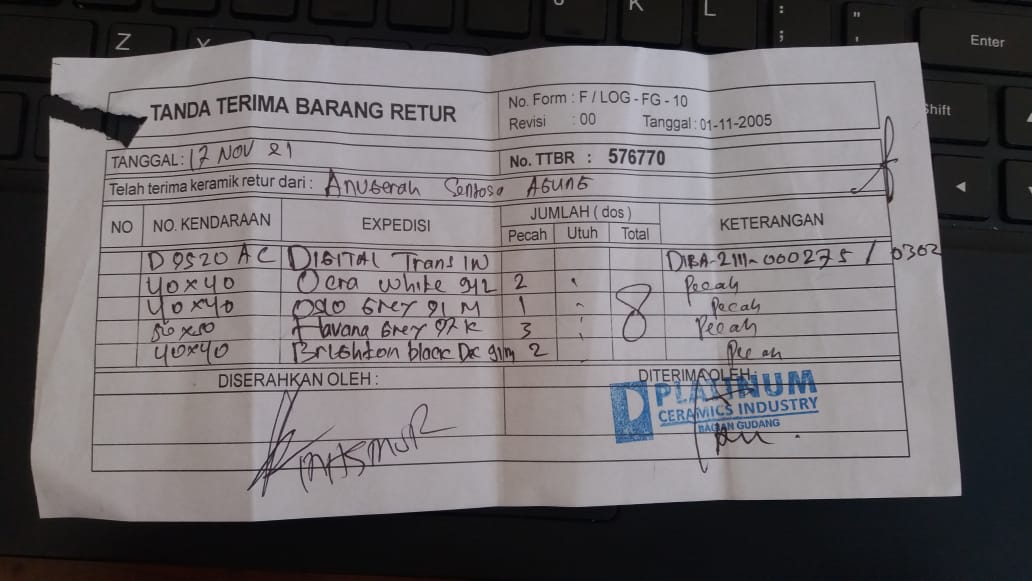 TANDA TERIMA BARANG RETUR
No. Form : F / LOG - FG - 10
Revisi : 00 Tanggal : 01-11-2005
TANGGAL : 17 NOV 21
No. TTBR : 576770
Telah terima keramik retur dari : Anugerah Sentosa AGUNG
NO NO. KENDARAAN EXPEDISI JUMLAH ( dos ) KETERANGAN
Pecah Utuh Total
D 9520 AC DIGITAL Trans IN DIBA-2111-000275 / 0302
40x40 Ocra White 912 2 Pecah
40x40 Grey 91 M 1 8 Pecah
50x50 Havana Grey 3 Pecah
40x40 Brighton black Dec 2 Pecah
DISERAHKAN OLEH : DITERIMA OLEH :
PLATINUM
CERAMICS INDUSTRY
BAGIAN GUDANG
Z
K
L
:
;
"
'
Enter
Shift